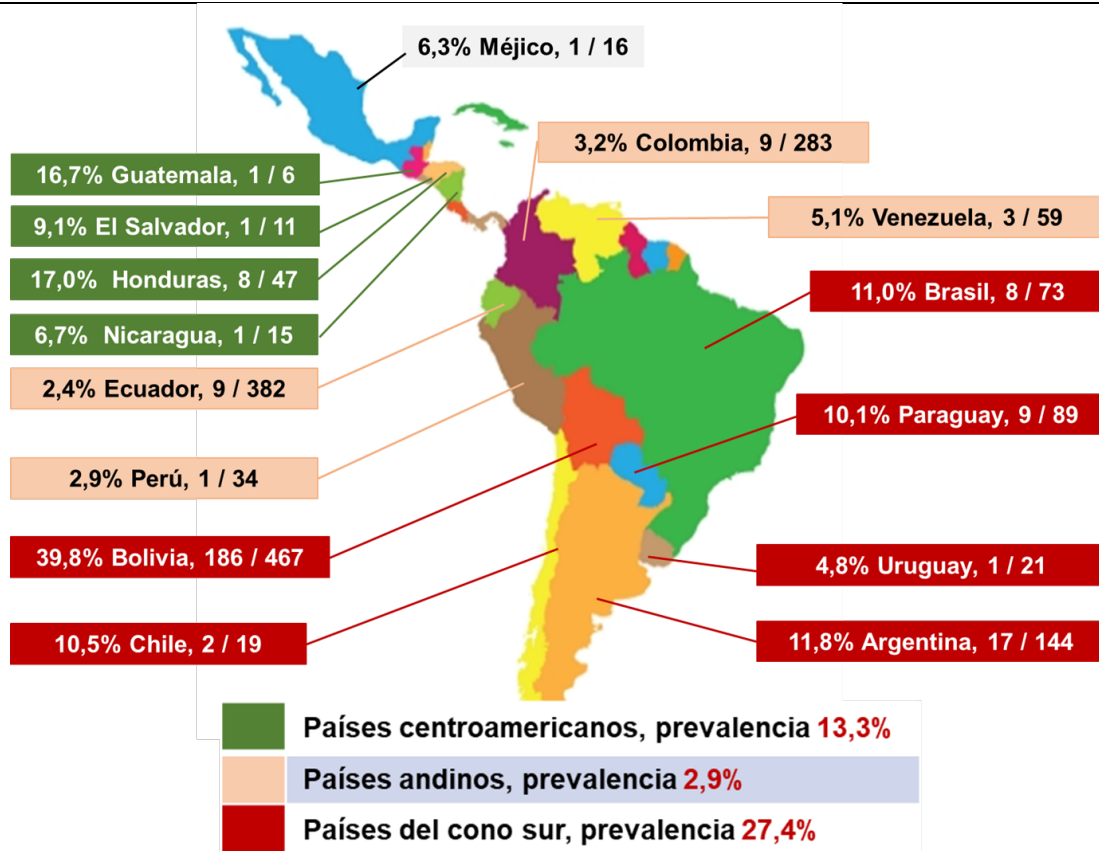 6,3% Méjico, 1 / 16
3,2% Colombia, 9 / 283
16,7% Guatemala, 1 / 6
5,1% Venezuela, 3 / 59
9,1% El Salvador, 1 / 11
17,0% Honduras, 8 / 47
11,0% Brasil, 8 / 73
6,7% Nicaragua, 1 / 15
2,4% Ecuador, 9 / 382
10,1% Paraguay, 9 / 89
2,9% Perú, 1 / 34
39,8% Bolivia, 186 / 467
4,8% Uruguay, 1 / 21
10,5% Chile, 2 / 19
11,8% Argentina, 17 / 144
Países centroamericanos, prevalencia 13,3%
Países andinos, prevalencia 2,9%
Países del cono sur, prevalencia 27,4%